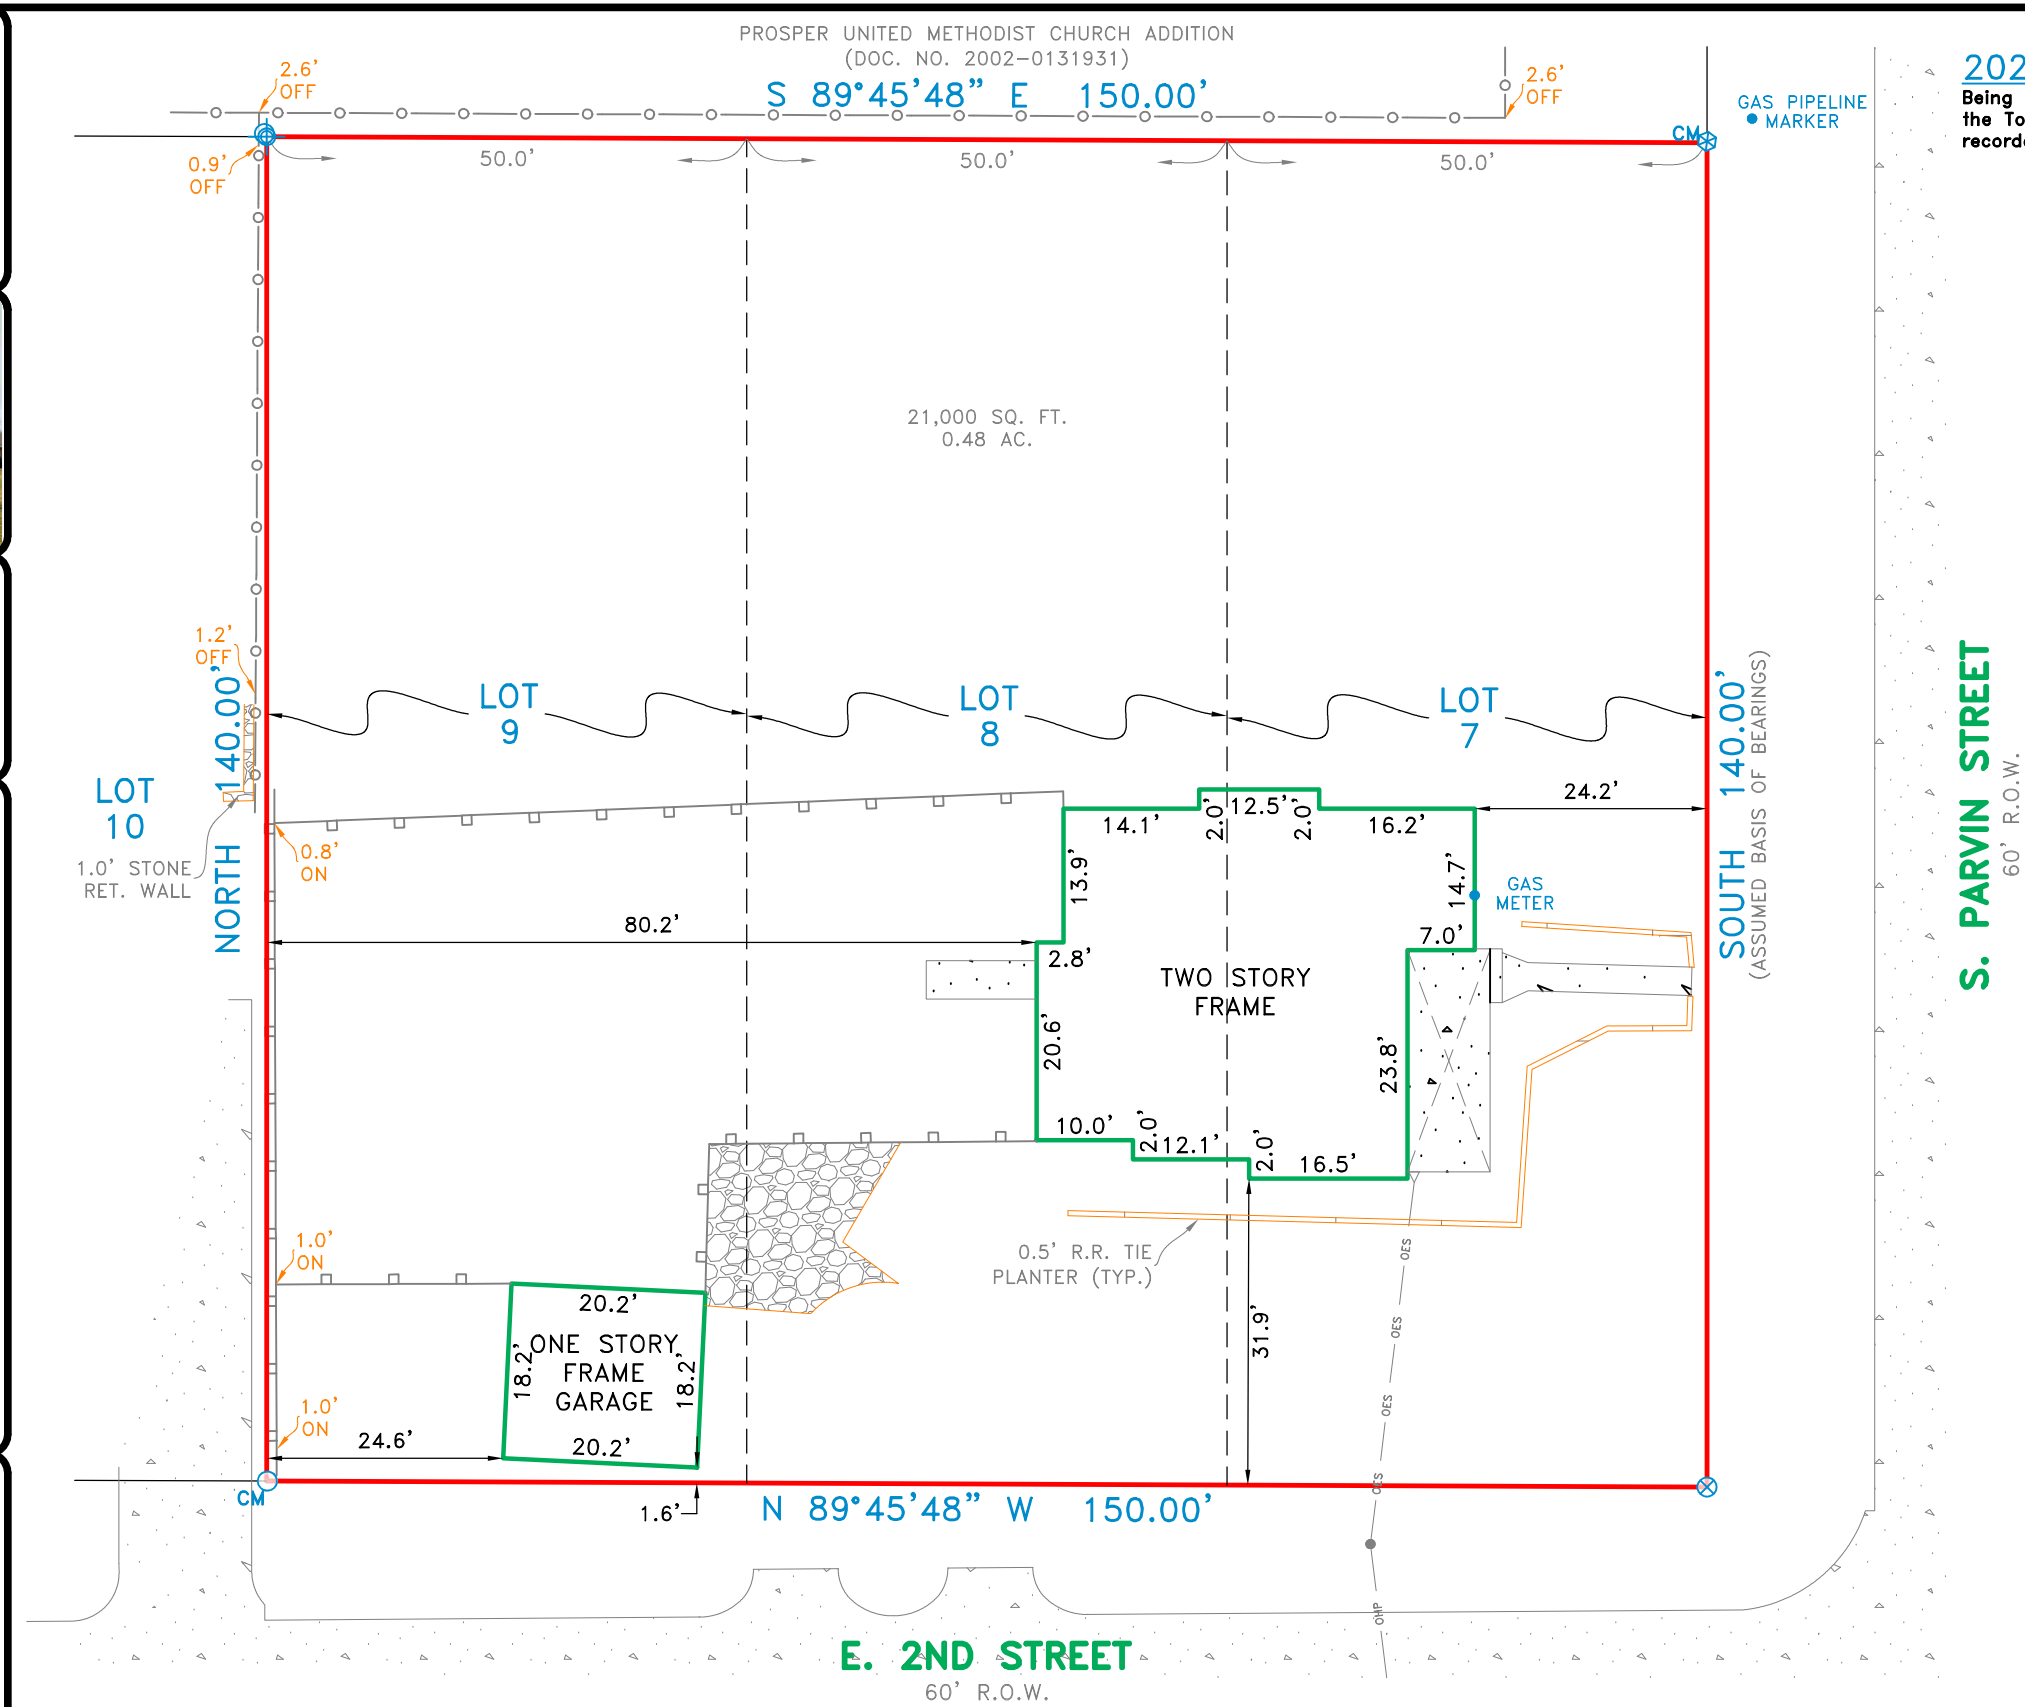 PROSPER UNITED METHODIST CHURCH ADDITION
(DOC. NO. 2002-0131931)
S 89°45'48" E 150.00'
2.6'
OFF
2.6'
OFF
202
Being
the To
record
GAS PIPELINE
MARKER
CM
0.9'
OFF
50.0'
50.0'
50.0'
21,000 SQ. FT.
0.48 AC.
1.2'
OFF
NORTH 140.00'
LOT
9
LOT
8
LOT
7
SOUTH 140.00'
(ASSUMED BASIS OF BEARINGS)
S. PARVIN STREET
60' R.O.W.
LOT
10
1.0' STONE
RET. WALL
0.8'
ON
24.2'
14.1'
2.0'
12.5'
2.0'
16.2'
13.9'
14.7'
GAS
METER
80.2'
2.8'
7.0'
TWO STORY
FRAME
20.6'
23.8'
10.0'
2.0'
12.1'
2.0'
16.5'
1.0'
ON
0.5' R.R. TIE
PLANTER (TYP.)
OES
OES
OES
OES
OHP
31.9'
20.2'
ONE STORY
FRAME
GARAGE
18.2'
18.2'
20.2'
1.0'
ON
24.6'
CM
1.6'
N 89°45'48" W 150.00'
E. 2ND STREET
60' R.O.W.